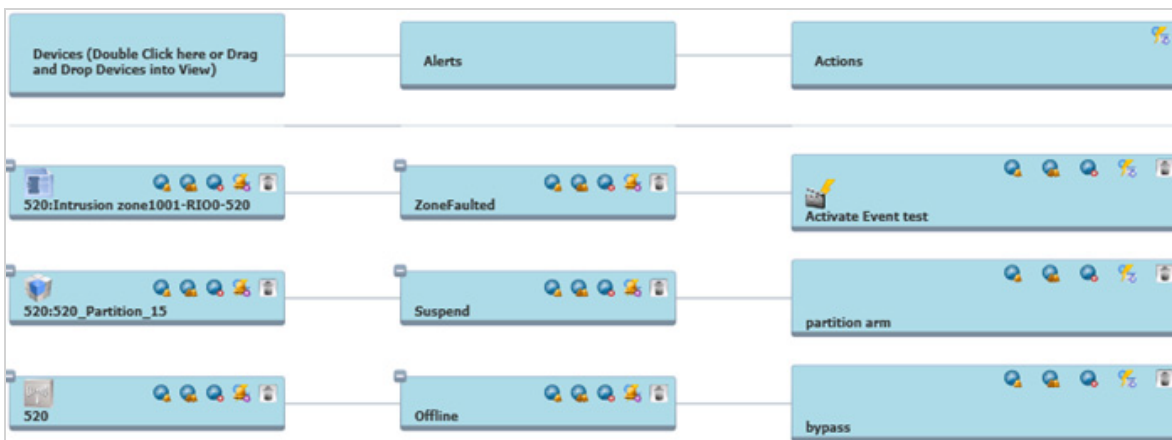 Devices (Double Click here or Drag
and Drop Devices into View)
Alerts
Actions
520:Intrusion zone1001-RIO0-520
ZoneFaulted
Activate Event test
520:520_Partition_15
Suspend
partition arm
520
Offline
bypass